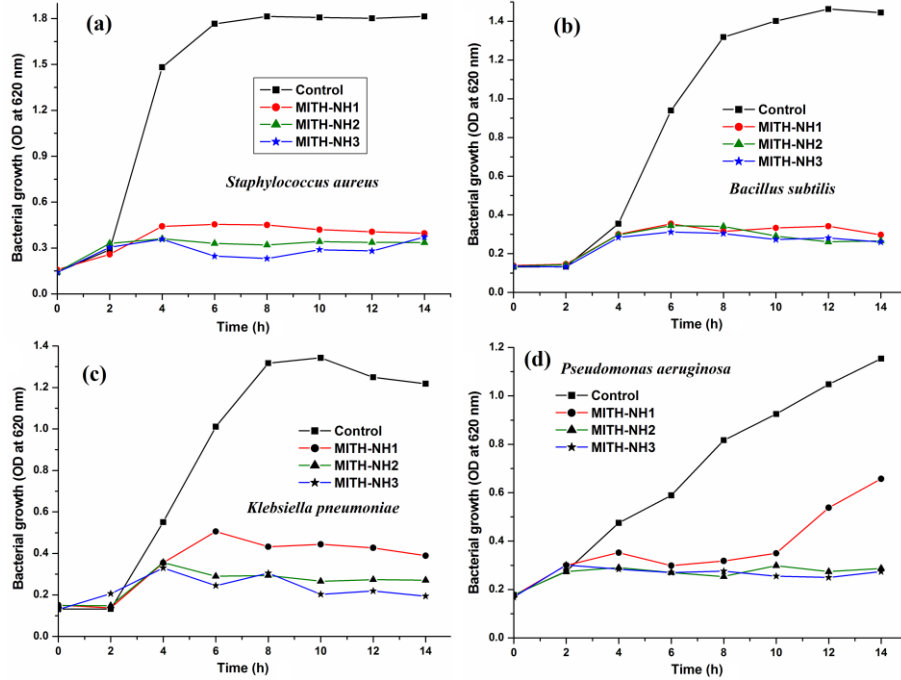 (a)
Bacterial growth (OD at 620 nm)
1.8
1.5
1.2
0.9
0.6
0.3
0.0
Control
MITH-NH1
MITH-NH2
MITH-NH3
Staphylococcus aureus
0 2 4 6 8 10 12 14
Time (h)
(b)
Bacterial growth (OD at 620 nm)
1.4
1.2
1.0
0.8
0.6
0.4
0.2
0.0
Control
MITH-NH1
MITH-NH2
MITH-NH3
Bacillus subtilis
0 2 4 6 8 10 12 14
Time (h)
(c)
Bacterial growth (OD at 620 nm)
1.4
1.2
1.0
0.8
0.6
0.4
0.2
0.0
Control
MITH-NH1
MITH-NH2
MITH-NH3
Klebsiella pneumoniae
0 2 4 6 8 10 12 14
Time (h)
(d)
Bacterial growth (OD at 620 nm)
1.2
1.0
0.8
0.6
0.4
0.2
0.0
Pseudomonas aeruginosa
Control
MITH-NH1
MITH-NH2
MITH-NH3
0 2 4 6 8 10 12 14
Time (h)